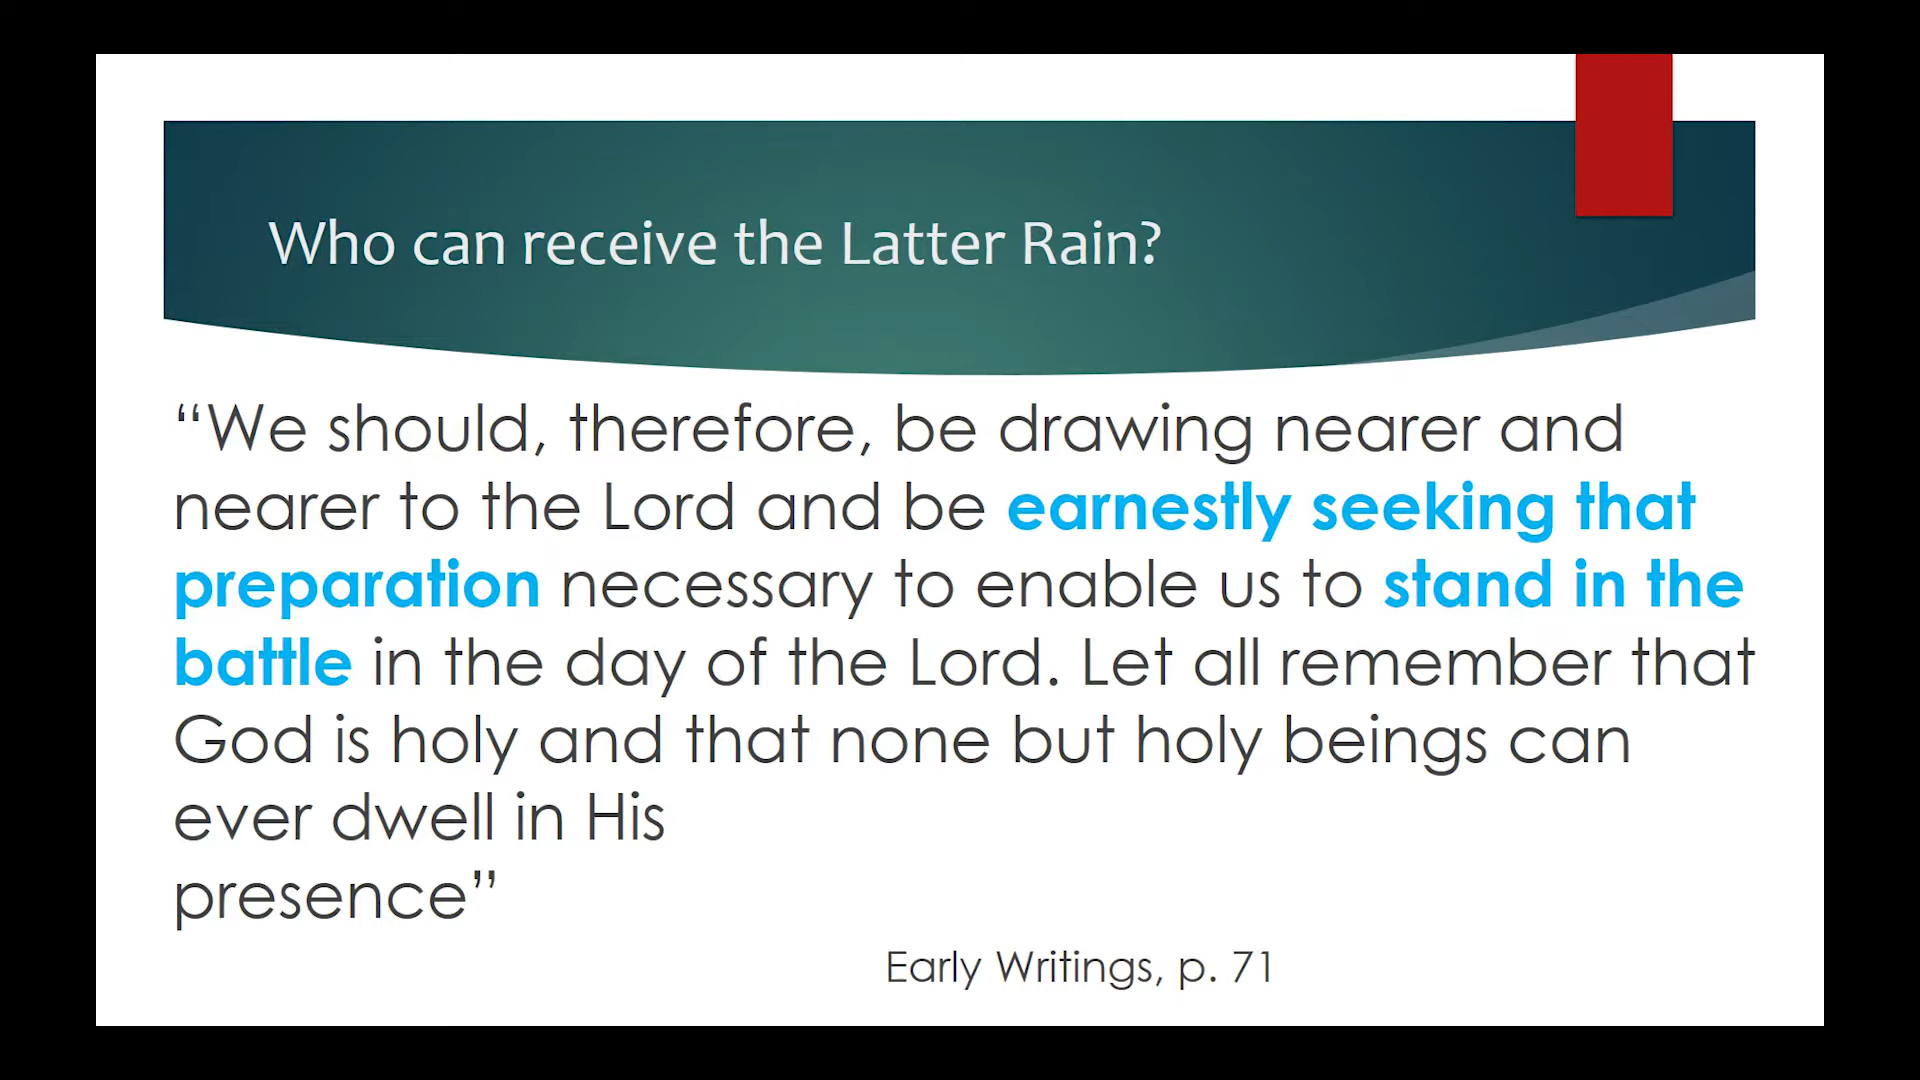 Who can receive the Latter Rain?
“We should, therefore, be drawing nearer and
nearer to the Lord and be earnestly seeking that
preparation necessary to enable us to stand in the
battle in the day of the Lord. Let all remember that
God is holy and that none but holy beings can
ever dwell in His
presence”
Early Writings, p. 71